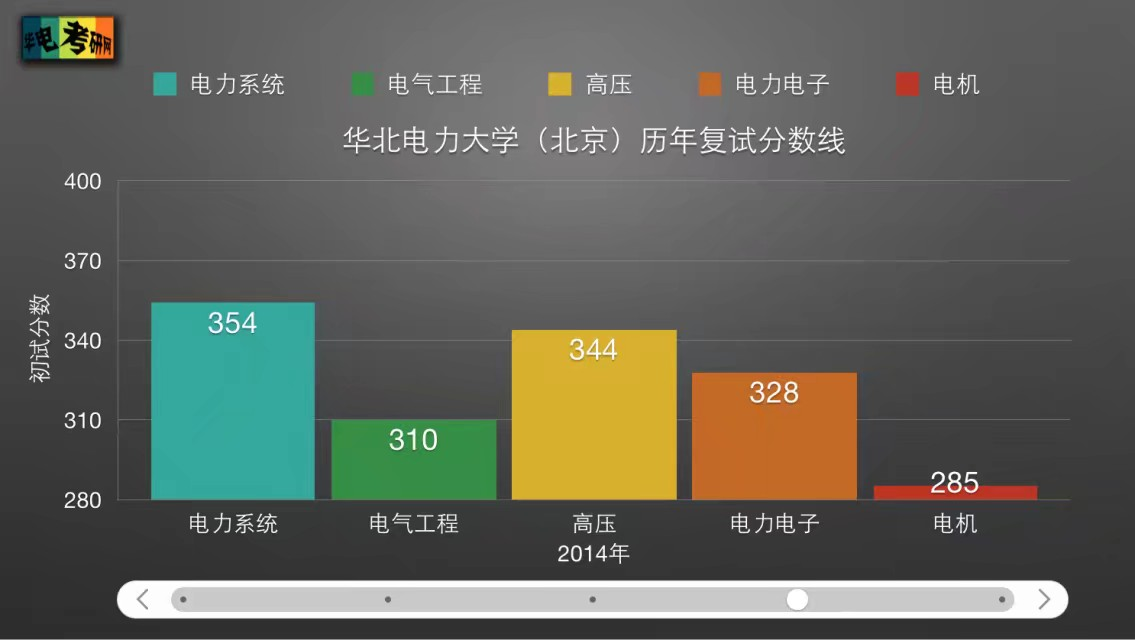 华电考研网
电力系统 电气工程 高压 电力电子 电机
华北电力大学（北京）历年复试分数线
400
370
340
310
280
初试分数
354
310
344
328
285
电力系统 电气工程 高压 电力电子 电机
2014年